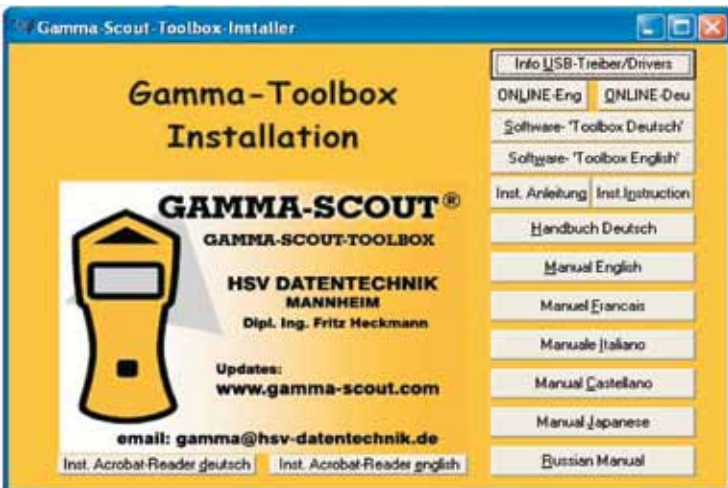 Gamma-Scout-Toolbox-Installer
Gamma-Toolbox
Installation
GAMMA-SCOUT®
GAMMA-SCOUT-TOOLBOX
HSV DATENTECHNIK
MANNHEIM
Dipl. Ing. Fritz Heckmann
Updates:
www.gamma-scout.com
email: gamma@hsv-datentechnik.de
Inst. Acrobat-Reader deutsch
Inst. Acrobat-Reader english
Info USB-Treiber/Drivers
ONLINE-Eng
ONLINE-Deu
Software- 'Toolbox Deutsch'
Software- 'Toolbox English'
Inst. Anleitung
Inst.Instruction
Handbuch Deutsch
Manual English
Manuel Francais
Manuale Italiano
Manual Castellano
Manual Japanese
Russian Manual